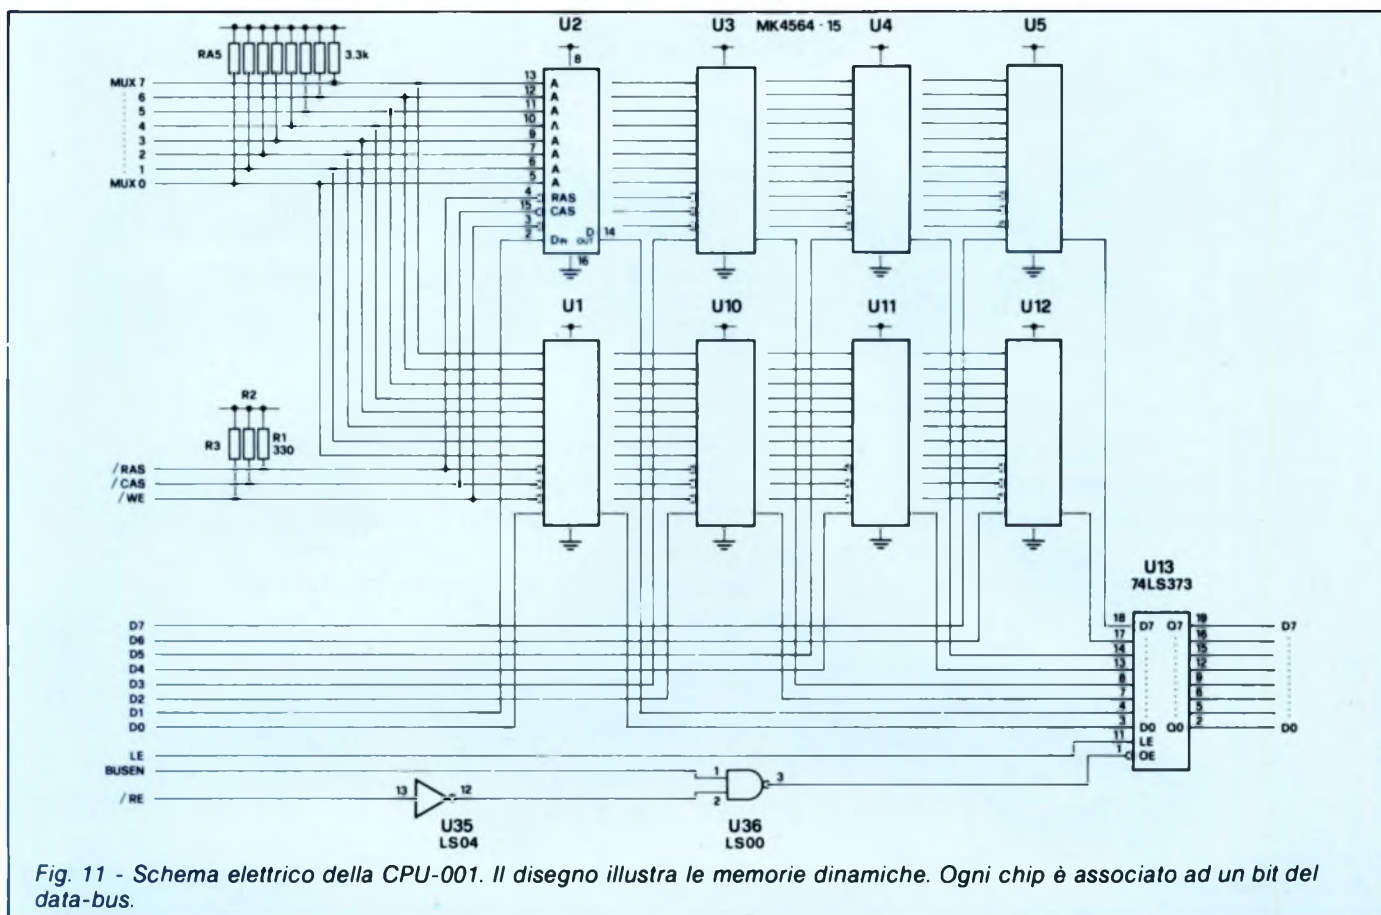 U2
U3
MK4564 - 15
U4
U5
RA5
3.3k
8
MUX 7
6
5
4
3
2
1
MUX 0
13
12
11
10
9
7
6
5
4
15
3
2
A
A
A
A
A
A
A
A
RAS
CAS
DIN
D OUT
14
16
U1
U10
U11
U12
R2
R3
R1
330
/RAS
/CAS
/WE
U13
74LS373
D7
D6
D5
D4
D3
D2
D1
D0
18
17
14
13
8
7
4
3
11
1
D7
O7
D0
O0
LE
OE
19
16
15
12
9
6
5
2
D7
D0
LE
BUSEN
/RE
13
12
1
2
3
U35
LS04
U36
LS00
Fig. 11 - Schema elettrico della CPU-001. Il disegno illustra le memorie dinamiche. Ogni chip è associato ad un bit del
data-bus.